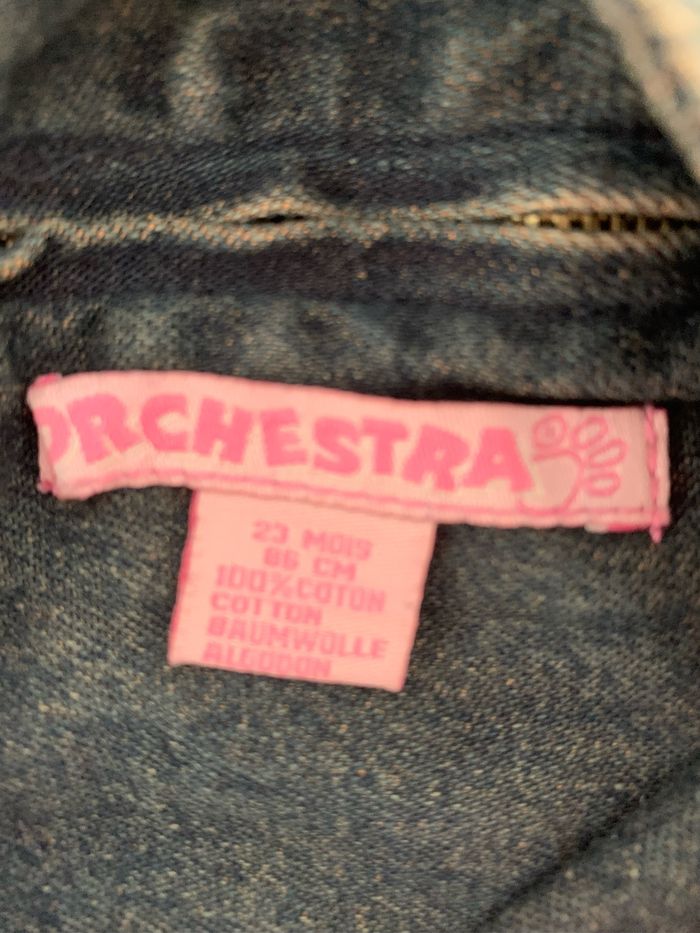 ORCHESTRA
23 MOIS
86 CM
100%COTON
COTTON
BAUMWOLLE
ALGODON